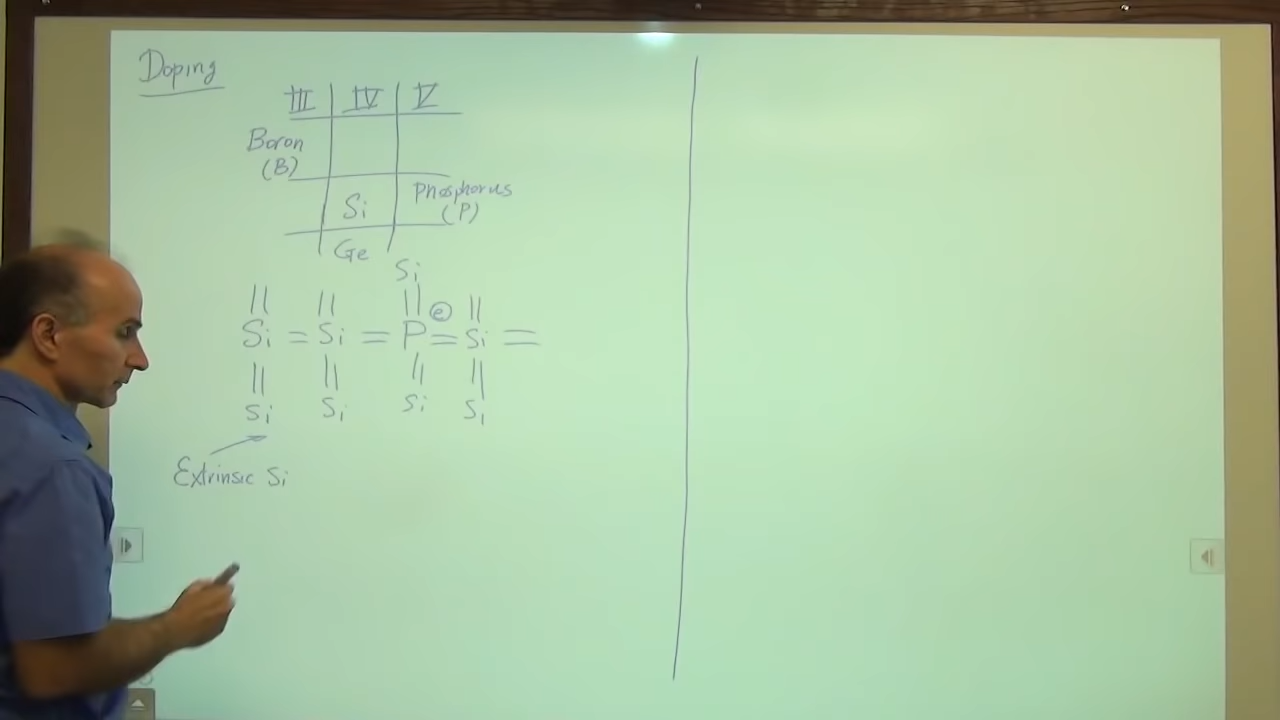 Doping
III IV V
Boron
(B)
Si Phosphorus
(P)
Ge
Si
e
Si = Si = P = Si =
Si Si Si Si
Extrinsic Si